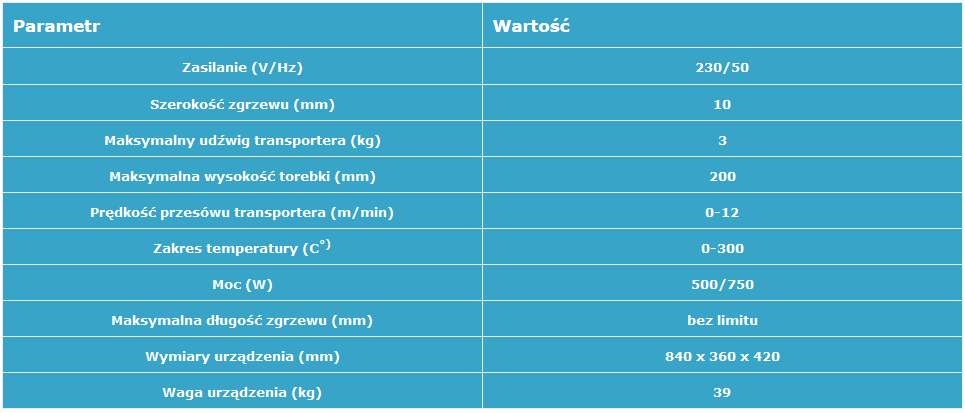 Parametr Wartość
Zasilanie (V/Hz) 230/50
Szerokość zgrzewu (mm) 10
Maksymalny udźwig transportera (kg) 3
Maksymalna wysokość torebki (mm) 200
Prędkość przesówu transportera (m/min) 0-12
Zakres temperatury (C°) 0-300
Moc (W) 500/750
Maksymalna długość zgrzewu (mm) bez limitu
Wymiary urządzenia (mm) 840 x 360 x 420
Waga urządzenia (kg) 39